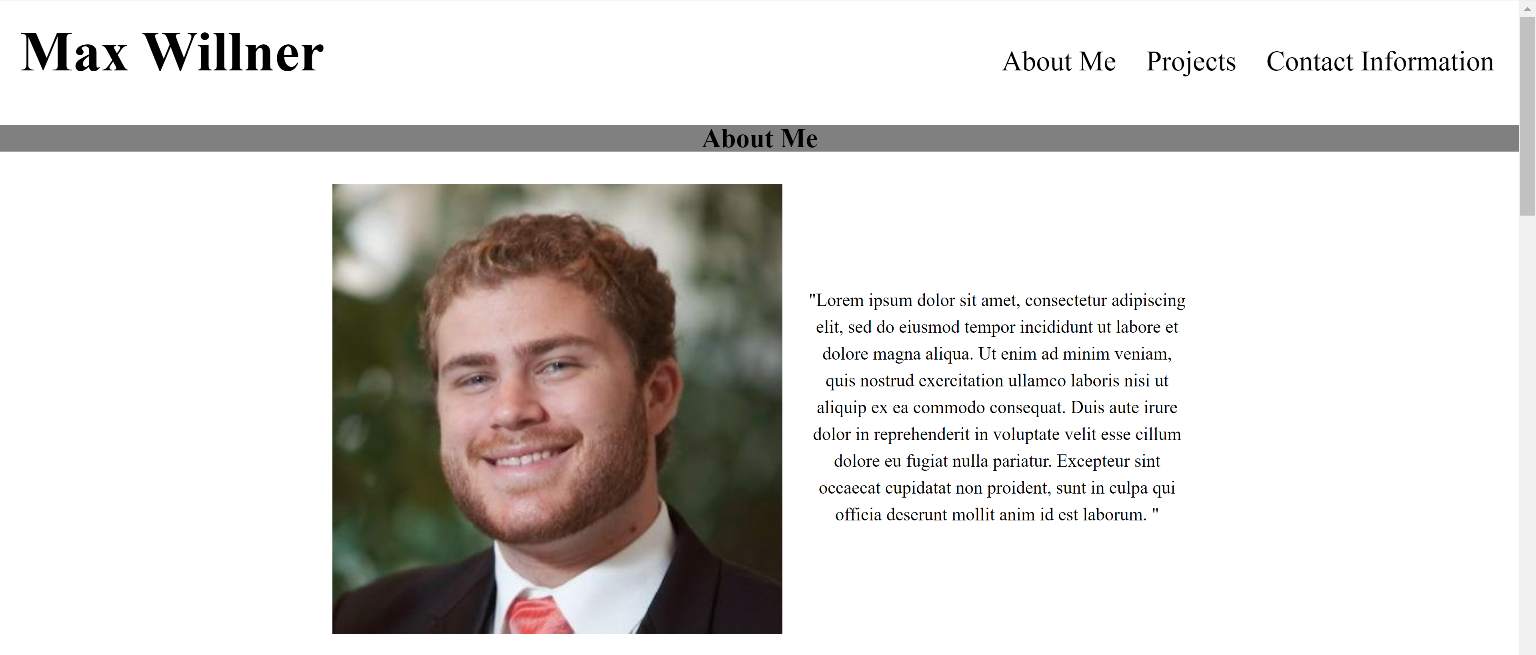 Max Willner
About Me Projects Contact Information
About Me
"Lorem ipsum dolor sit amet, consectetur adipiscing
elit, sed do eiusmod tempor incididunt ut labore et
dolore magna aliqua. Ut enim ad minim veniam,
quis nostrud exercitation ullamco laboris nisi ut
aliquip ex ea commodo consequat. Duis aute irure
dolor in reprehenderit in voluptate velit esse cillum
dolore eu fugiat nulla pariatur. Excepteur sint
occaecat cupidatat non proident, sunt in culpa qui
officia deserunt mollit anim id est laborum. "